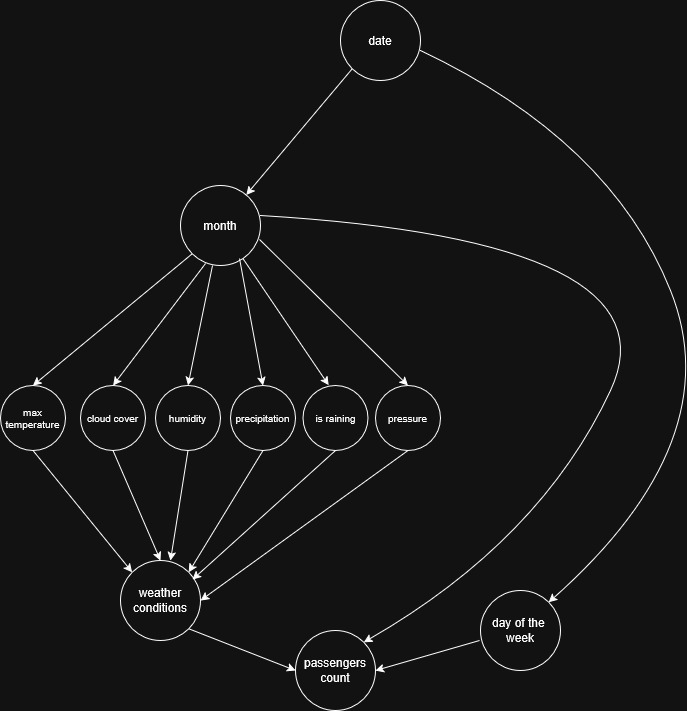 date
month
max
temperature
cloud cover
humidity
precipitation
is raining
pressure
weather
conditions
day of the
week
passengers
count